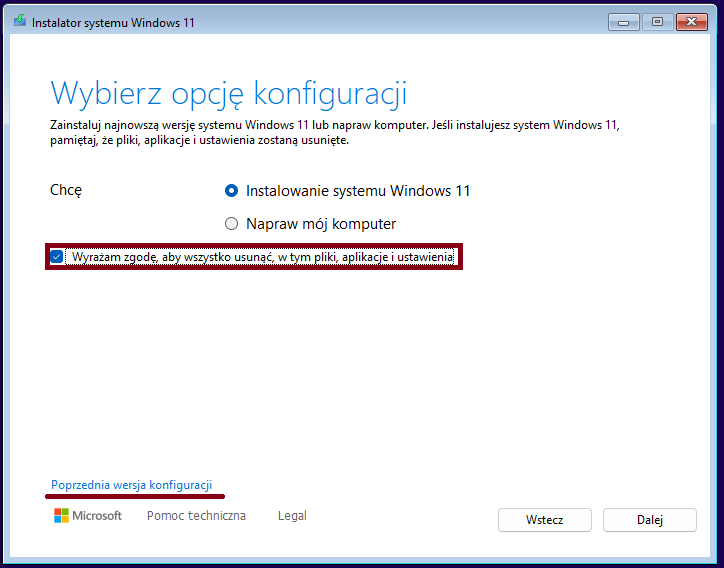 Instalator systemu Windows 11
Wybierz opcję konfiguracji
Zainstaluj najnowszą wersję systemu Windows 11 lub napraw komputer. Jeśli instalujesz system Windows 11,
pamiętaj, że pliki, aplikacje i ustawienia zostaną usunięte.
Chcę
Instalowanie systemu Windows 11
Napraw mój komputer
Wyrażam zgodę, aby wszystko usunąć, w tym pliki, aplikacje i ustawienia
Poprzednia wersja konfiguracji
Microsoft Pomoc techniczna Legal
Wstecz Dalej